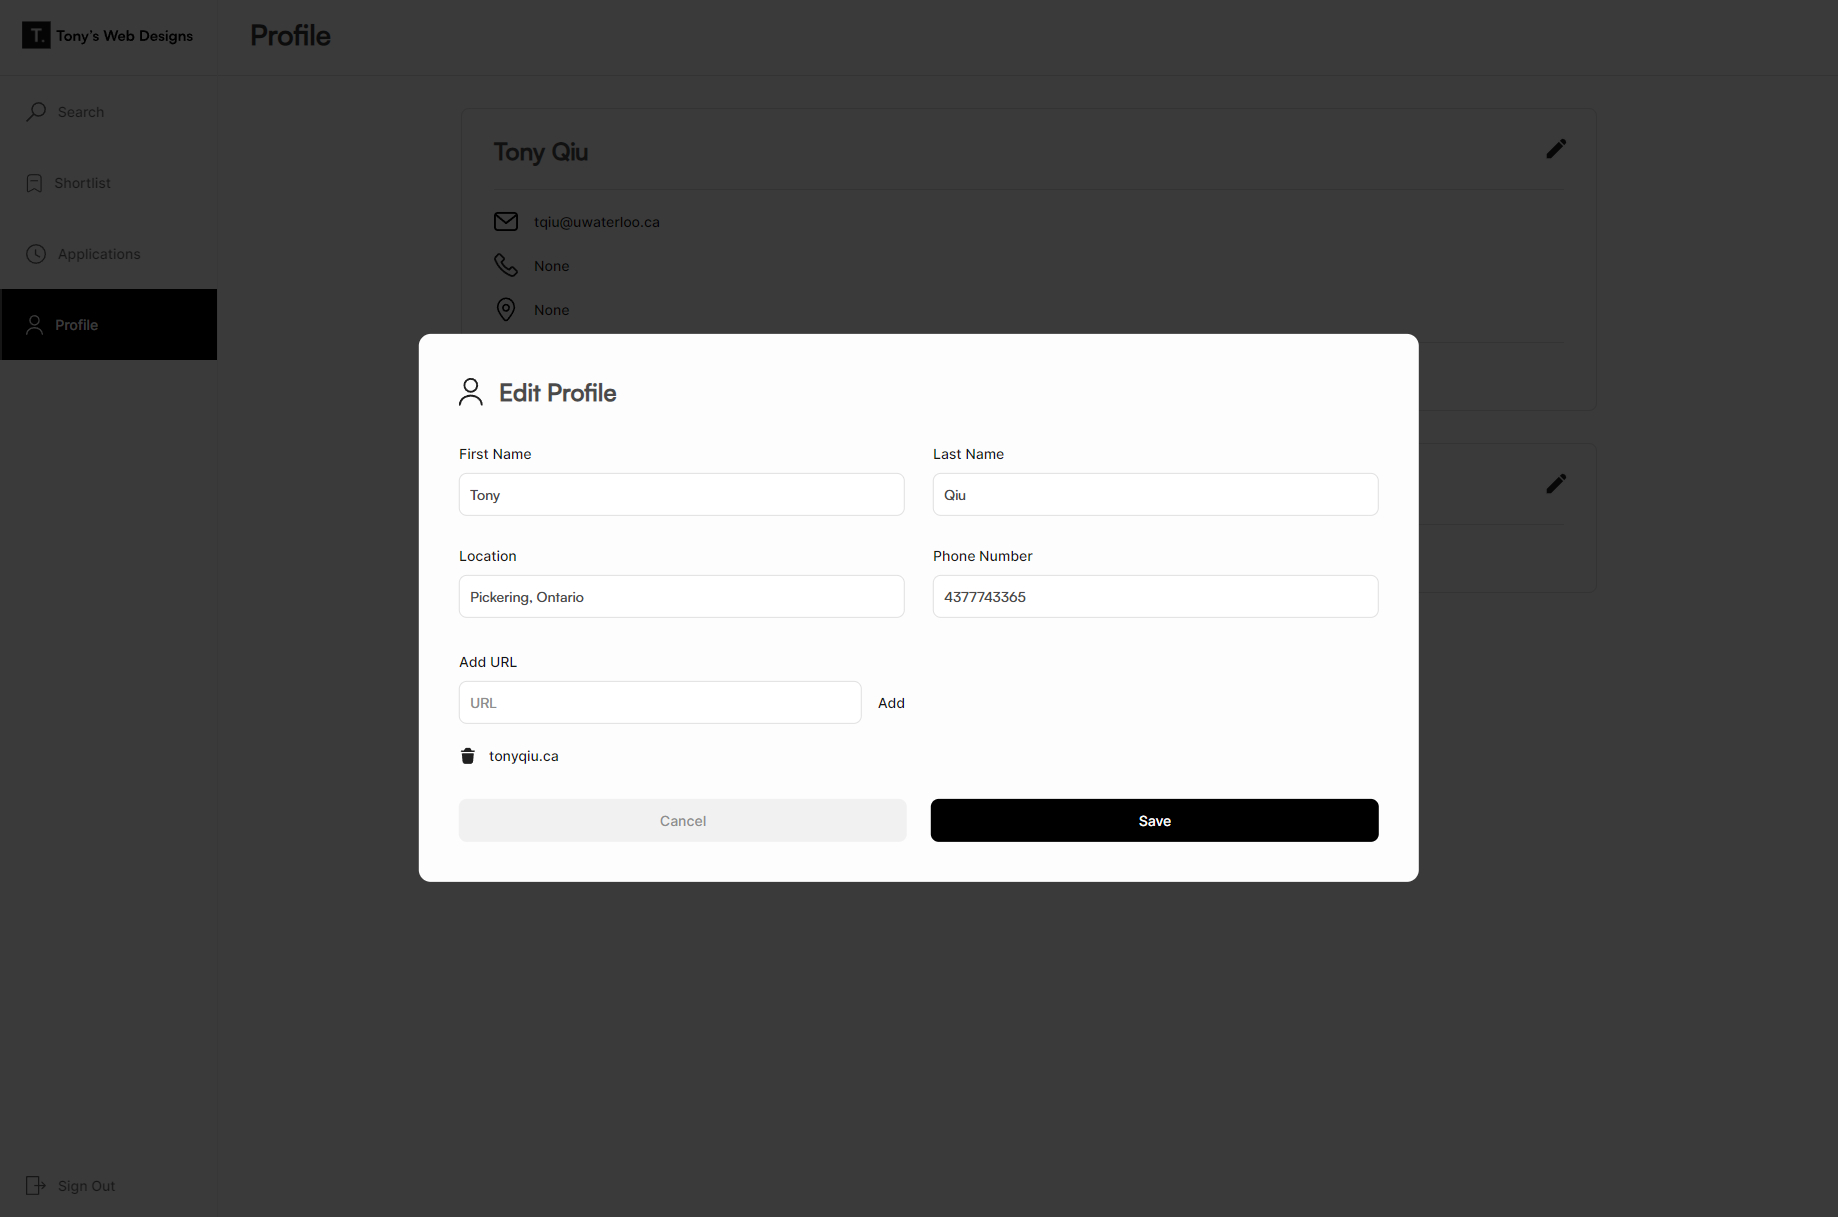 T. Tony's Web Designs
Profile
Search
Shortlist
Applications
Profile
Sign Out
Tony Qiu
tqiu@uwaterloo.ca
None
None
Edit Profile
First Name
Last Name
Tony
Qiu
Location
Phone Number
Pickering, Ontario
4377743365
Add URL
URL
Add
tonyqiu.ca
Cancel
Save